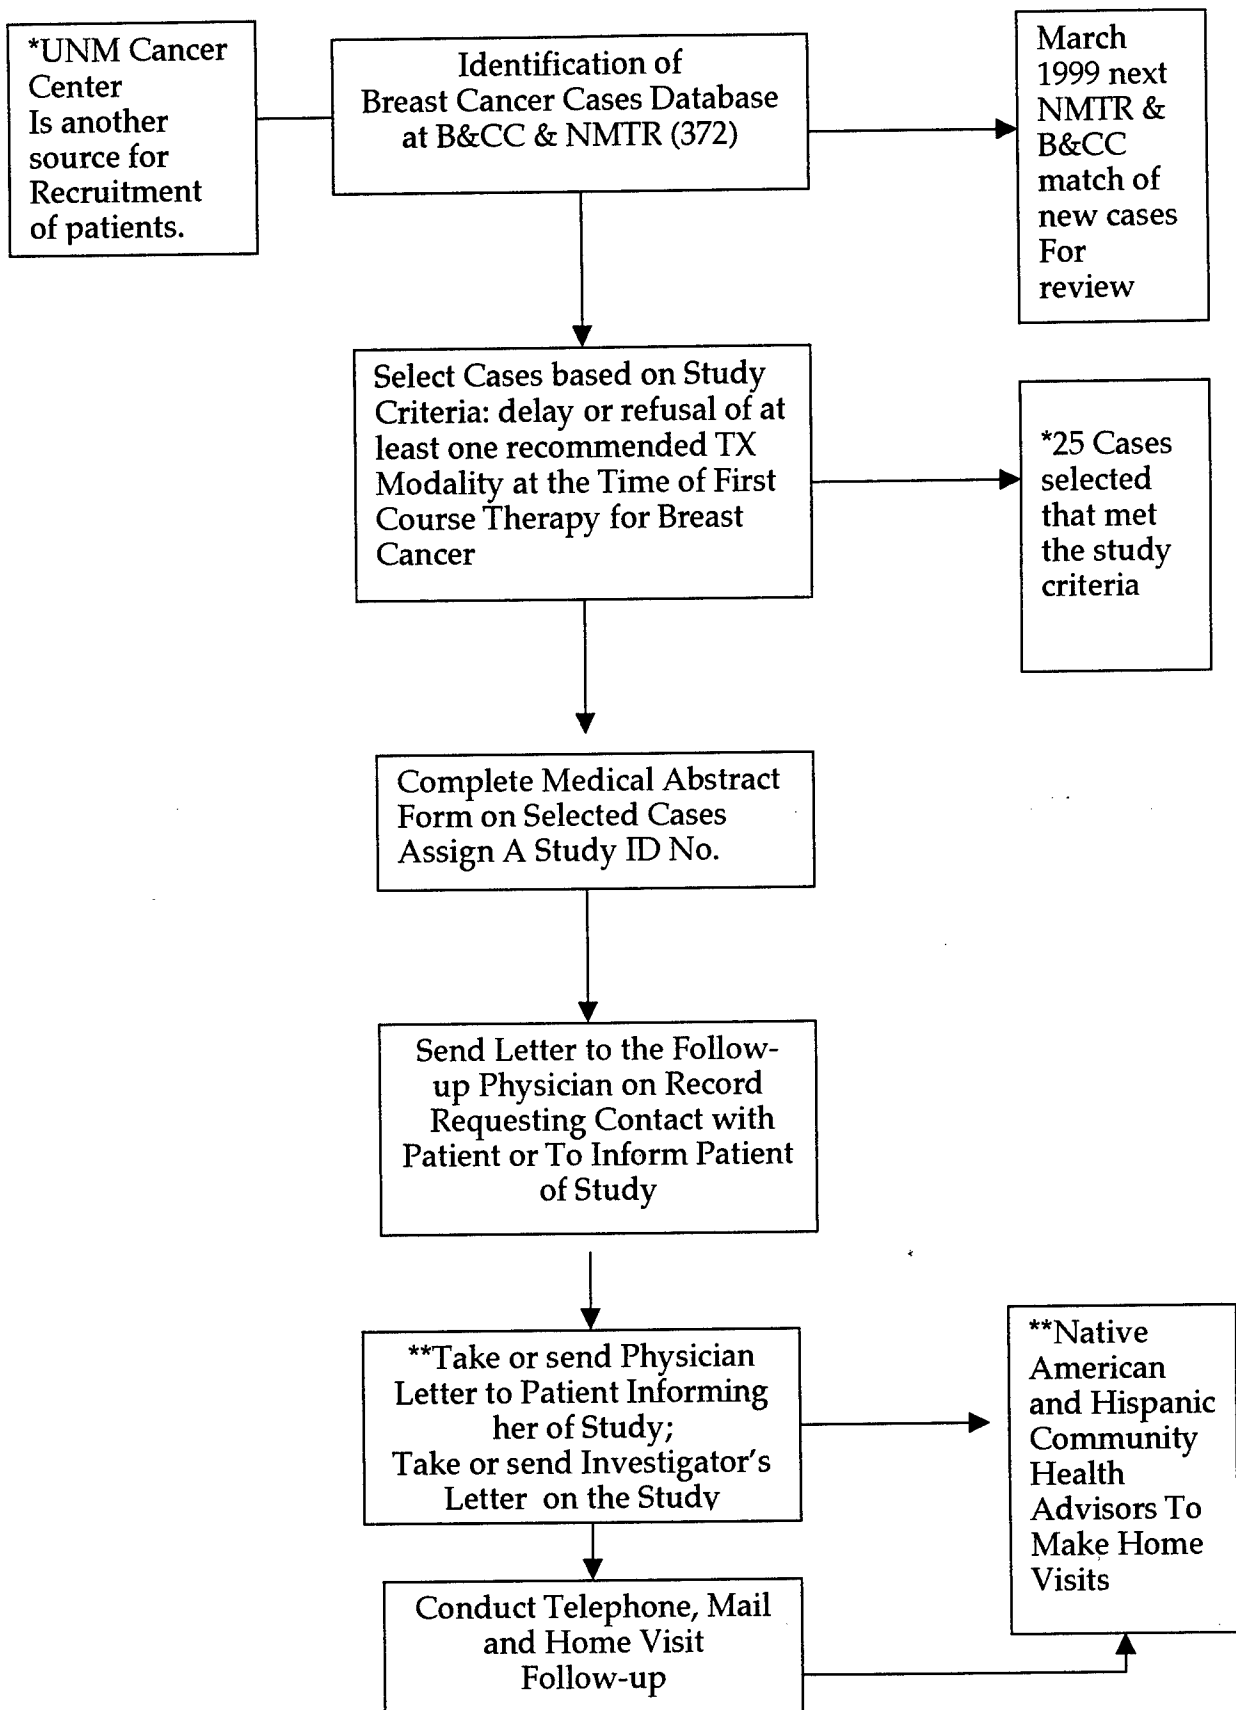 *UNM Cancer
Center
Is another
source for
Recruitment
of patients.
Identification of
Breast Cancer Cases Database
at B&CC & NMTR (372)
March
1999 next
NMTR &
B&CC
match of
new cases
For
review
Select Cases based on Study
Criteria: delay or refusal of at
least one recommended TX
Modality at the Time of First
Course Therapy for Breast
Cancer
*25 Cases
selected
that met
the study
criteria
Complete Medical Abstract
Form on Selected Cases
Assign A Study ID No.
Send Letter to the Follow-
up Physician on Record
Requesting Contact with
Patient or To Inform Patient
of Study
**Take or send Physician
Letter to Patient Informing
her of Study;
Take or send Investigator's
Letter on the Study
**Native
American
and Hispanic
Community
Health
Advisors To
Make Home
Visits
Conduct Telephone, Mail
and Home Visit
Follow-up